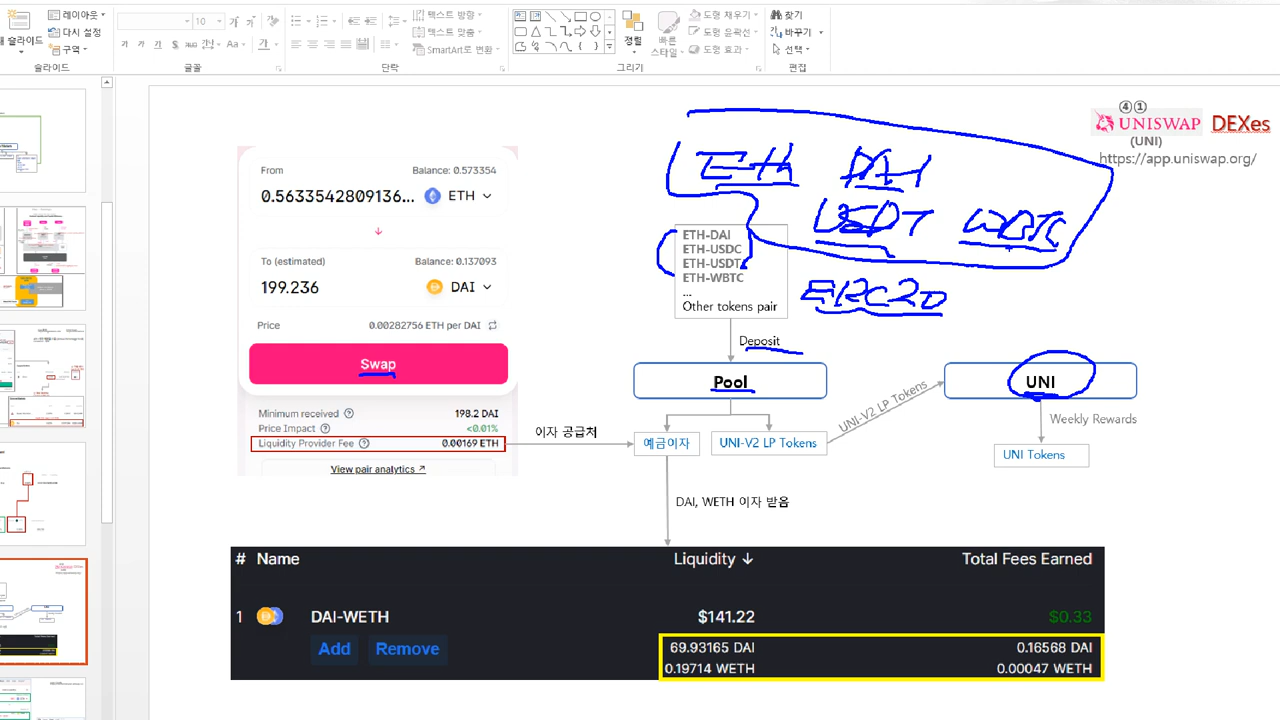 레이아웃
다시 설정
구역
슬라이드
슬라이드
10
글꼴
텍스트 방향
텍스트 맞춤
SmartArt로 변환
단락
정렬
빠른
스타일
도형 채우기
도형 윤곽선
도형 효과
그리기
찾기
바꾸기
선택
편집
④①
UNISWAP DEXes
(UNI)
https://app.uniswap.org/
From
Balance: 0.573354
0.5633542809136...
ETH
To (estimated)
Balance: 0.137093
199.236
DAI
Price
0.00282756 ETH per DAI
Swap
Minimum received
198.2 DAI
Price Impact
<0.01%
Liquidity Provider Fee
0.00169 ETH
View pair analytics ↗
Eth DAI
USDT WBTC
ERC20
ETH-DAI
ETH-USDC
ETH-USDT
ETH-WBTC
...
Other tokens pair
Deposit
Pool
UNI
이자 공급처
예금이자
UNI-V2 LP Tokens
UNI-V2 LP Tokens
Weekly Rewards
UNI Tokens
DAI, WETH 이자 받음
# Name
Liquidity ↓
Total Fees Earned
1 DAI-WETH
$141.22
$0.33
Add Remove
69.93165 DAI
0.16568 DAI
0.19714 WETH
0.00047 WETH